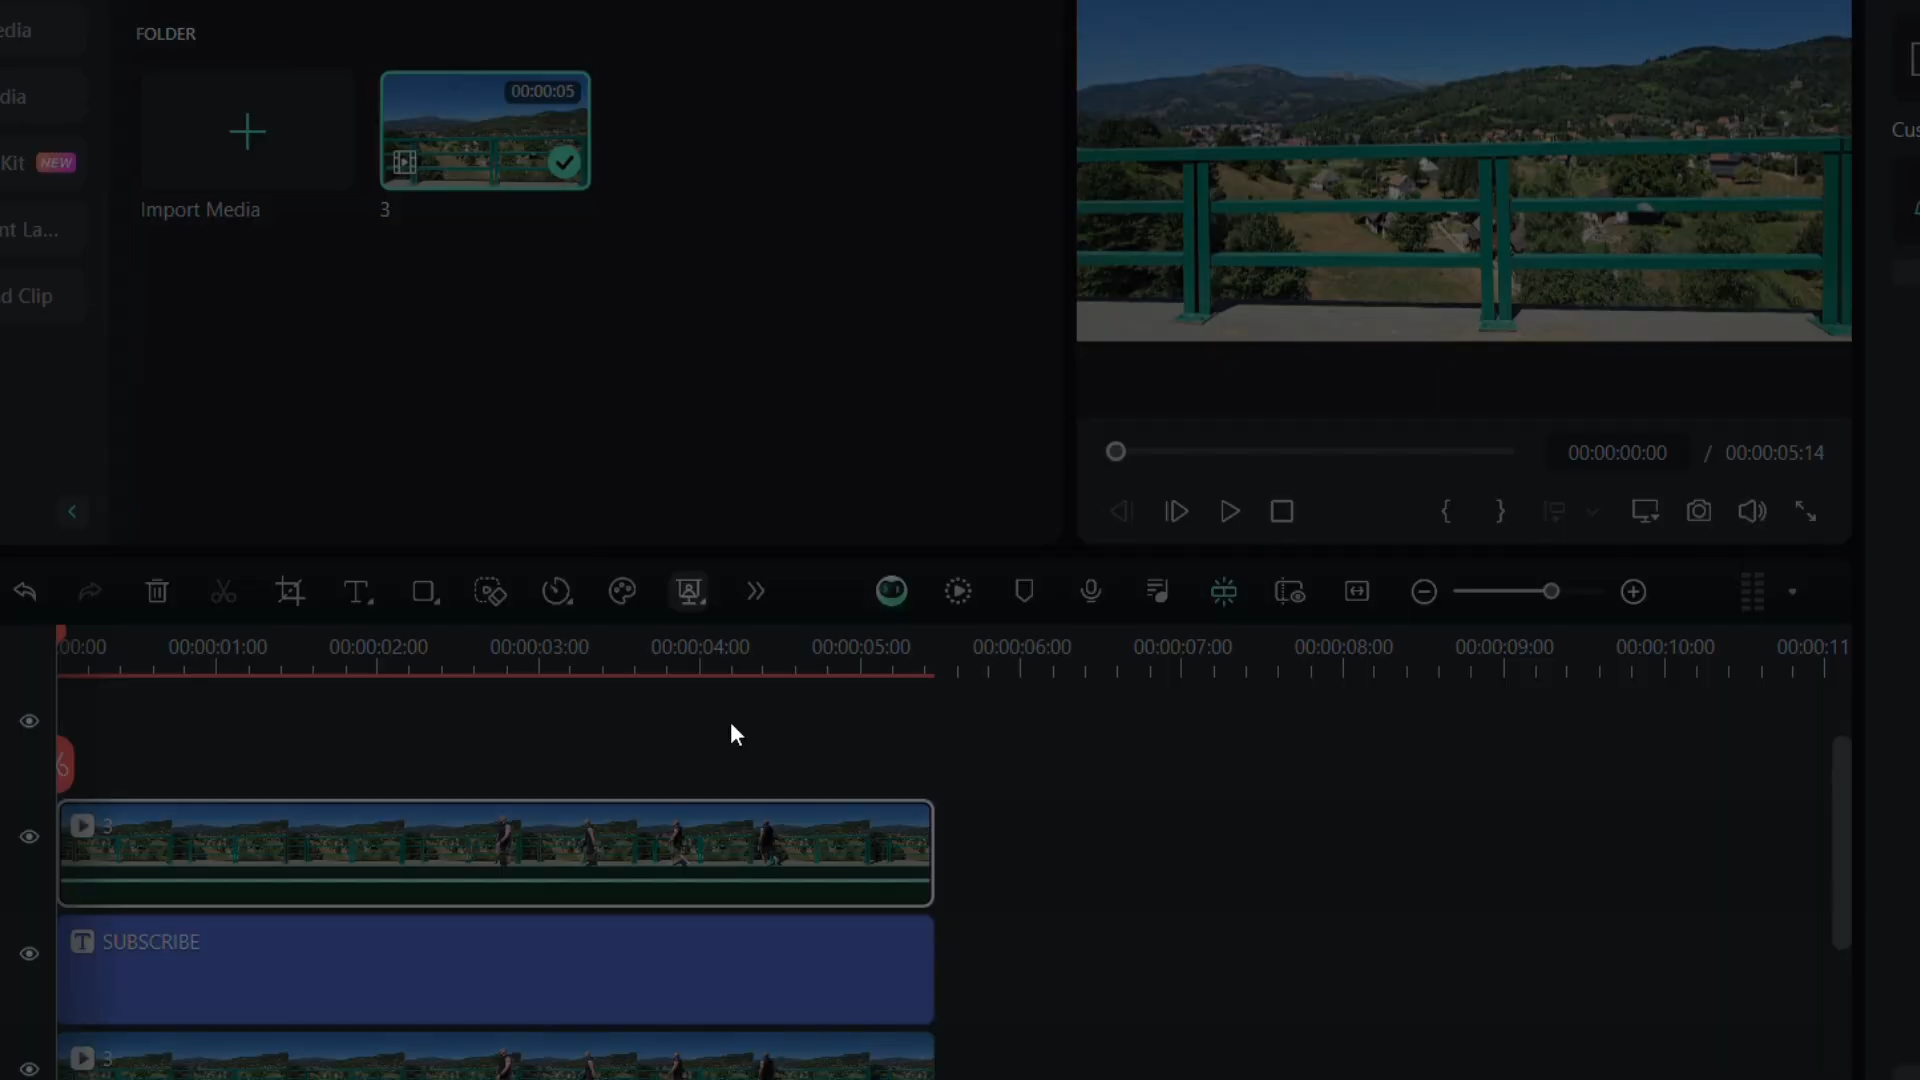 edia
FOLDER
dia
00:00:05
Kit NEW
Import Media
3
nt La...
d Clip
Cus
00:00:00:00 / 00:00:05:14
00:00 00:00:01:00 00:00:02:00 00:00:03:00 00:00:04:00 00:00:05:00 00:00:06:00 00:00:07:00 00:00:08:00 00:00:09:00 00:00:10:00 00:00:11
3
T SUBSCRIBE
3